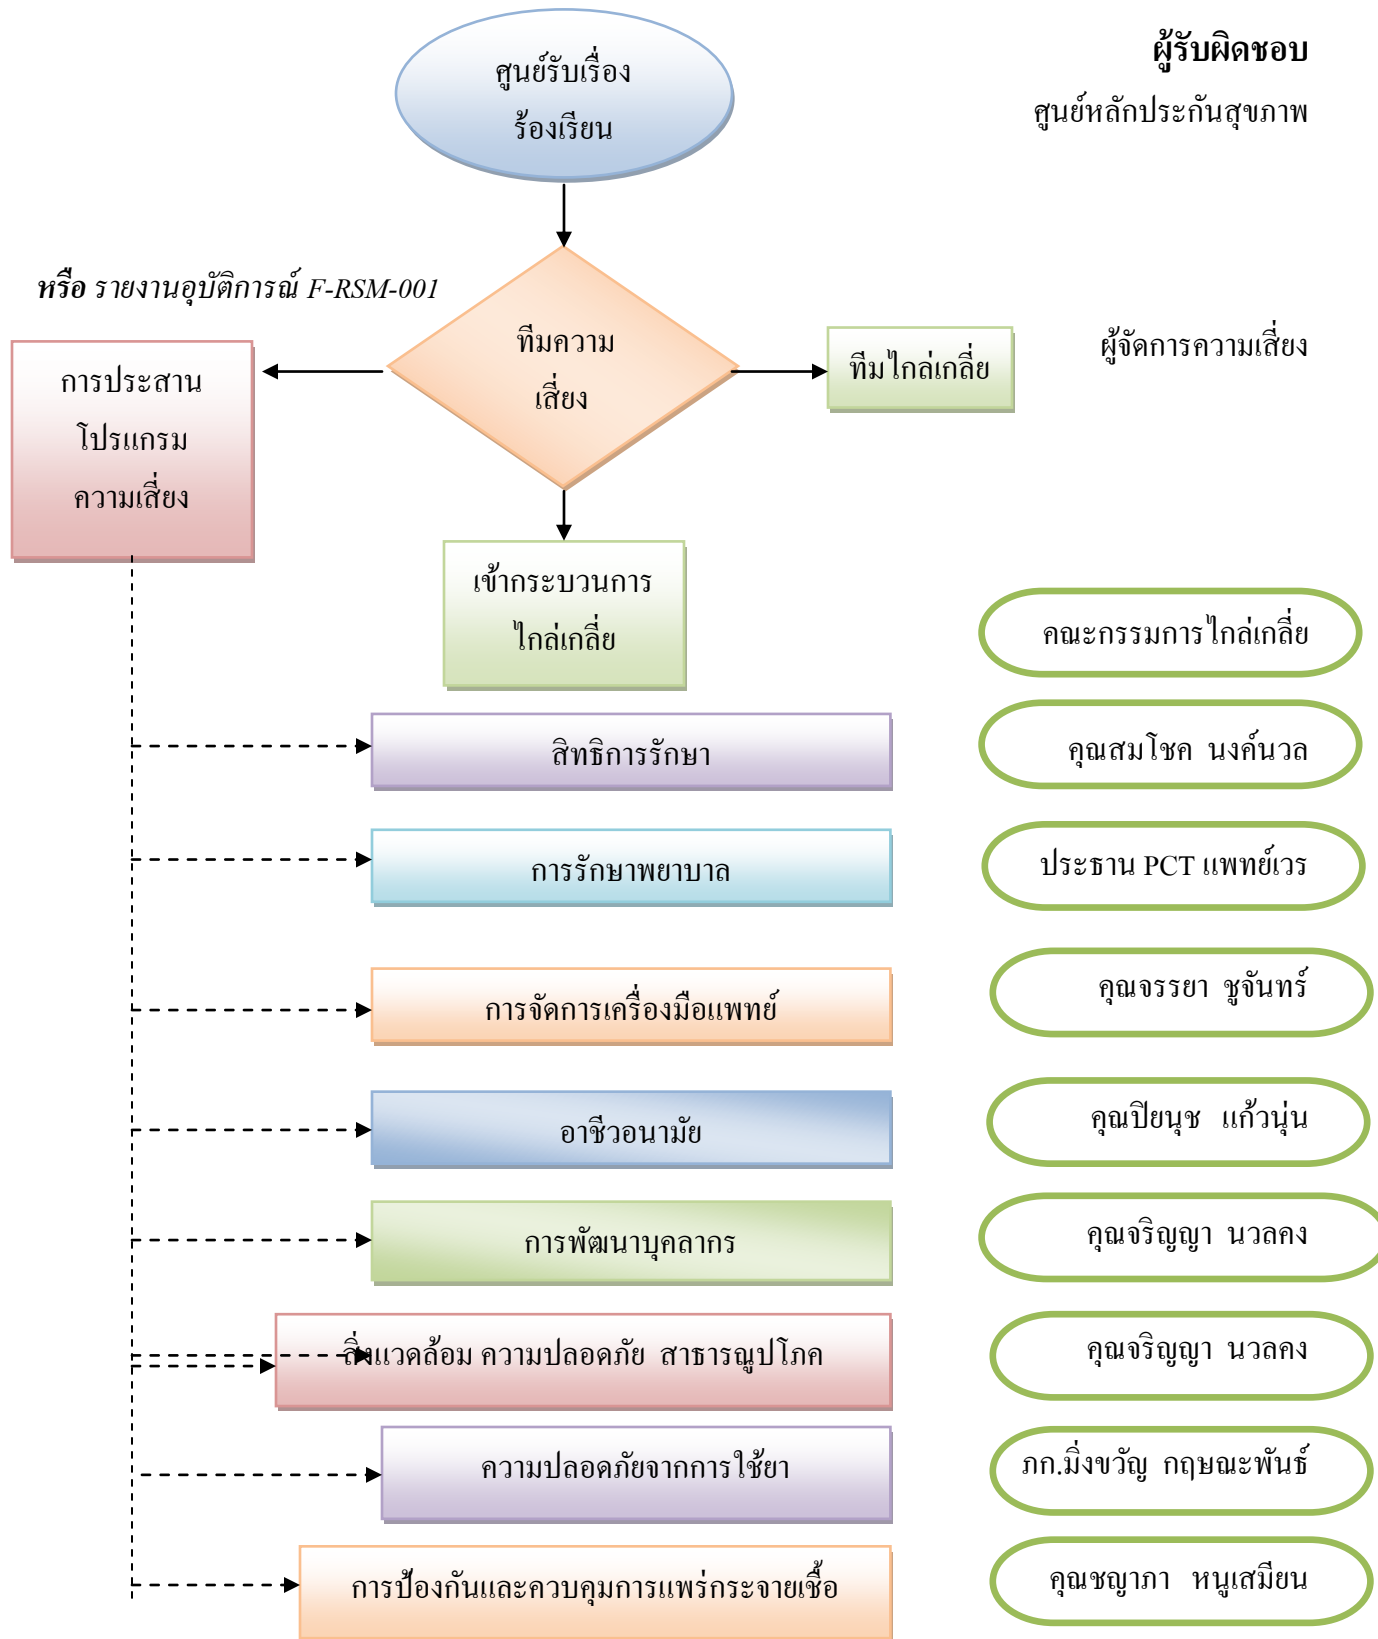 ศูนย์รับเรื่อง
ร้องเรียน
ผู้รับผิดชอบ
ศูนย์หลักประกันสุขภาพ
หรือ รายงานอุบัติการณ์ F-RSM-001
การประสาน
โปรแกรม
ความเสี่ยง
ทีมความ
เสี่ยง
ทีมไกล่เกลี่ย
ผู้จัดการความเสี่ยง
เข้ากระบวนการ
ไกล่เกลี่ย
คณะกรรมการไกล่เกลี่ย
สิทธิการรักษา
คุณสมโชค นงค์นวล
การรักษาพยาบาล
ประธาน PCT แพทย์เวร
การจัดการเครื่องมือแพทย์
คุณจรรยา ชูจันทร์
อาชีวอนามัย
คุณปิยนุช แก้วนุ่น
การพัฒนาบุคลากร
คุณจริญญา นวลคง
สิ่งแวดล้อม ความปลอดภัย สาธารณูปโภค
คุณจริญญา นวลคง
ความปลอดภัยจากการใช้ยา
ภก.มิ่งขวัญ กฤษณะพันธ์
การป้องกันและควบคุมการแพร่กระจายเชื้อ
คุณชญาภา หนูเสมียน